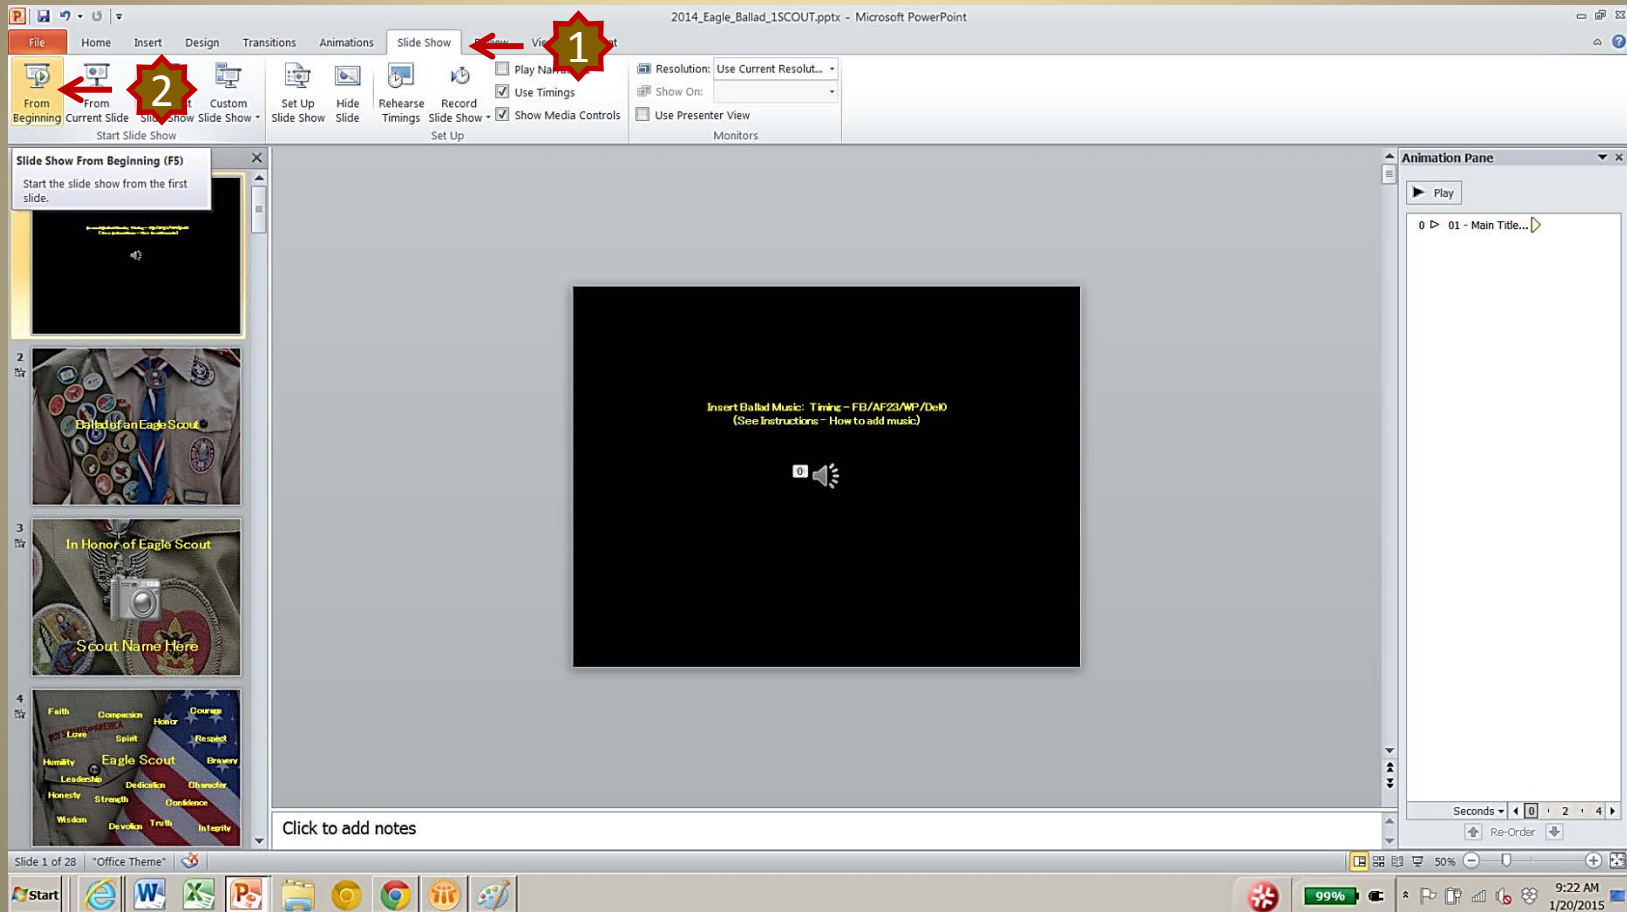 2014_Eagle_Ballad_1SCOUT.pptx - Microsoft PowerPoint
File Home Insert Design Transitions Animations Slide Show
1
2
From Beginning
From Current Slide
Slide Show
Custom Slide Show
Start Slide Show
Set Up Slide Show
Hide Slide
Rehearse Timings
Record Slide Show
Play
Use Timings
Show Media Controls
Set Up
Resolution: Use Current Resolut...
Show On:
Use Presenter View
Monitors
Slide Show From Beginning (F5)
Start the slide show from the first
slide.
2
Ballad of an Eagle Scout
3
In Honor of Eagle Scout
Scout Name Here
4
Faith Compassion Honor Courage
Love Spirit Respect
Humility Eagle Scout Bravery
Leadership Dedication Character
Honesty Strength Confidence
Wisdom Devotion Truth Integrity
Insert Ballad Music: Timing - FB/AF23/WP/Del0
(See Instructions - How to add music)
0
Click to add notes
Animation Pane
Play
0 01 - Main Title...
Seconds 0 2 4
Re-Order
Slide 1 of 28 "Office Theme" 50%
Start
99%
9:22 AM
1/20/2015